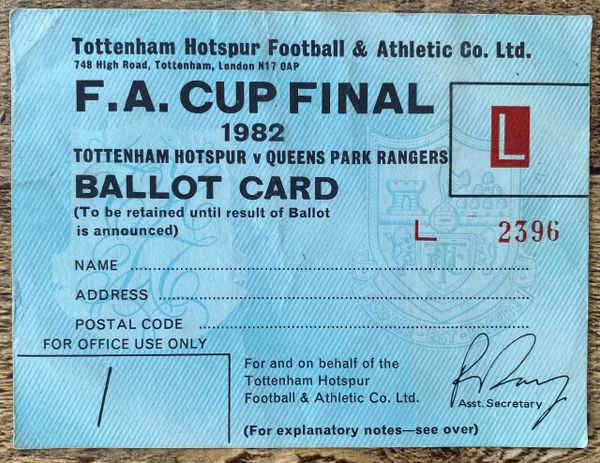 Tottenham Hotspur Football & Athletic Co. Ltd.
748 High Road, Tottenham, London N17 0AP
F.A. CUP FINAL
1982
TOTTENHAM HOTSPUR v QUEENS PARK RANGERS
L
BALLOT CARD
(To be retained until result of Ballot
is announced)
L 2396
NAME
ADDRESS
POSTAL CODE
FOR OFFICE USE ONLY
1
For and on behalf of the
Tottenham Hotspur
Football & Athletic Co. Ltd.
Asst. Secretary
(For explanatory notes—see over)